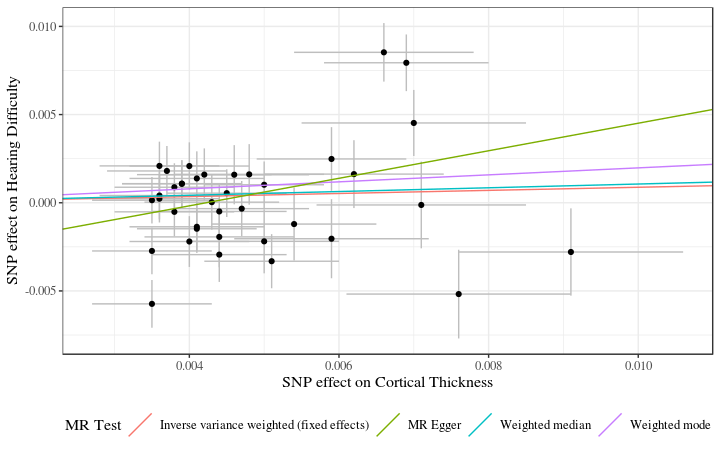 SNP effect on Hearing Difficulty
0.010
0.005
0.000
-0.005
0.004 0.006 0.008 0.010
SNP effect on Cortical Thickness
MR Test Inverse variance weighted (fixed effects) MR Egger Weighted median Weighted mode